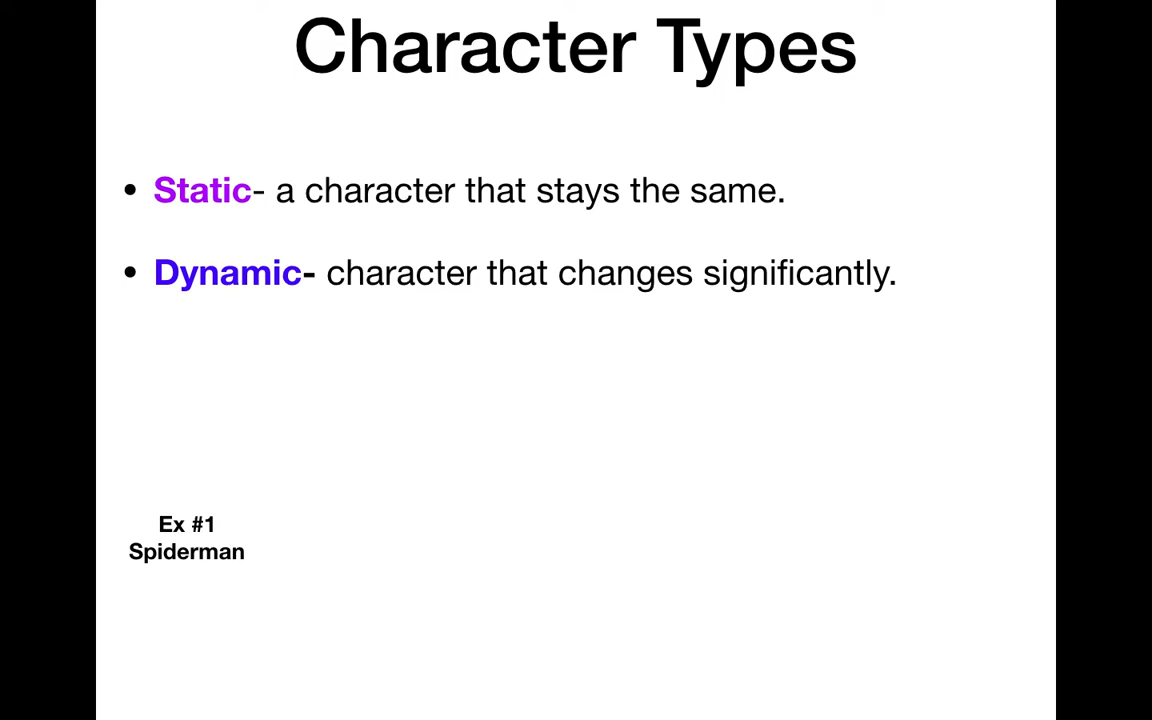 Character Types
• Static- a character that stays the same.
• Dynamic- character that changes significantly.
Ex #1
Spiderman